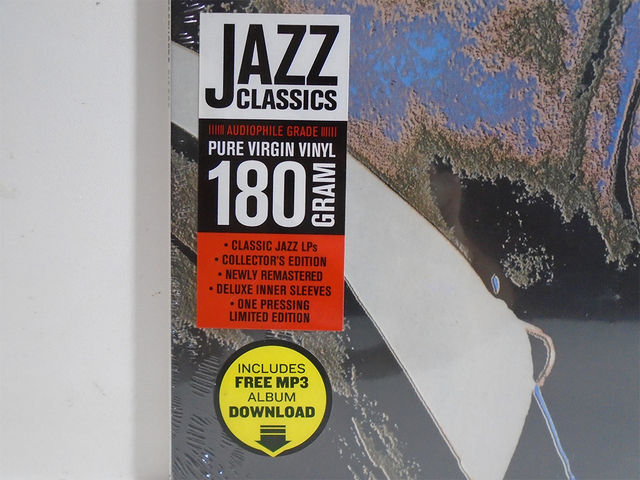 JAZZ
CLASSICS
AUDIOPHILE GRADE
PURE VIRGIN VINYL
180 GRAM
• CLASSIC JAZZ LPs
• COLLECTOR'S EDITION
• NEWLY REMASTERED
• DELUXE INNER SLEEVES
• ONE PRESSING
LIMITED EDITION
INCLUDES
FREE MP3
ALBUM
DOWNLOAD